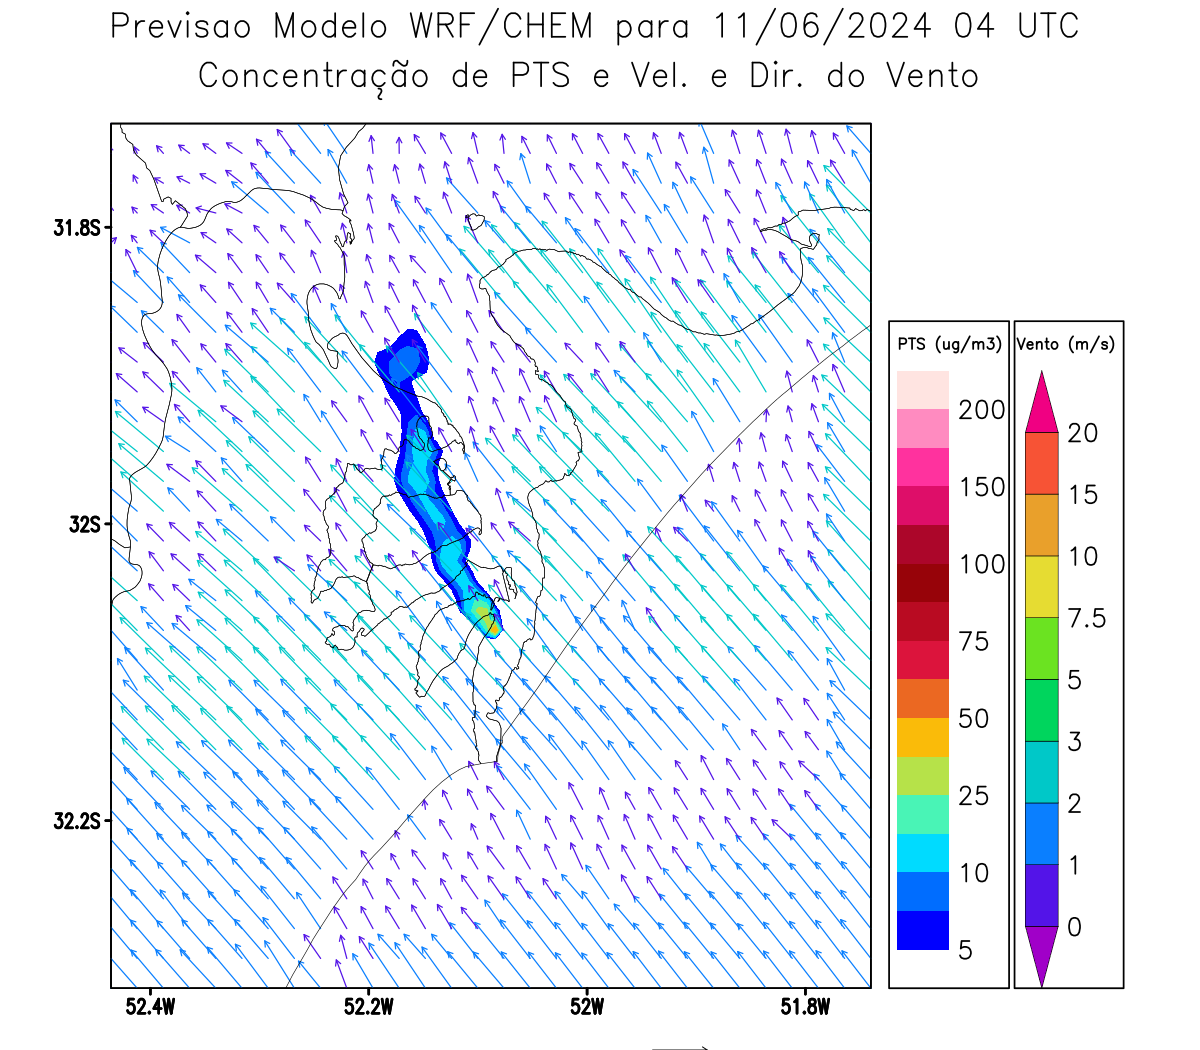 Previsao Modelo WRF/CHEM para 11/06/2024 04 UTC
Concentração de PTS e Vel. e Dir. do Vento
31.8S
32S
32.2S
52.4W
52.2W
52W
51.8W
PTS (ug/m3)
200
150
100
75
50
25
10
5
Vento (m/s)
20
15
10
7.5
5
3
2
1
0